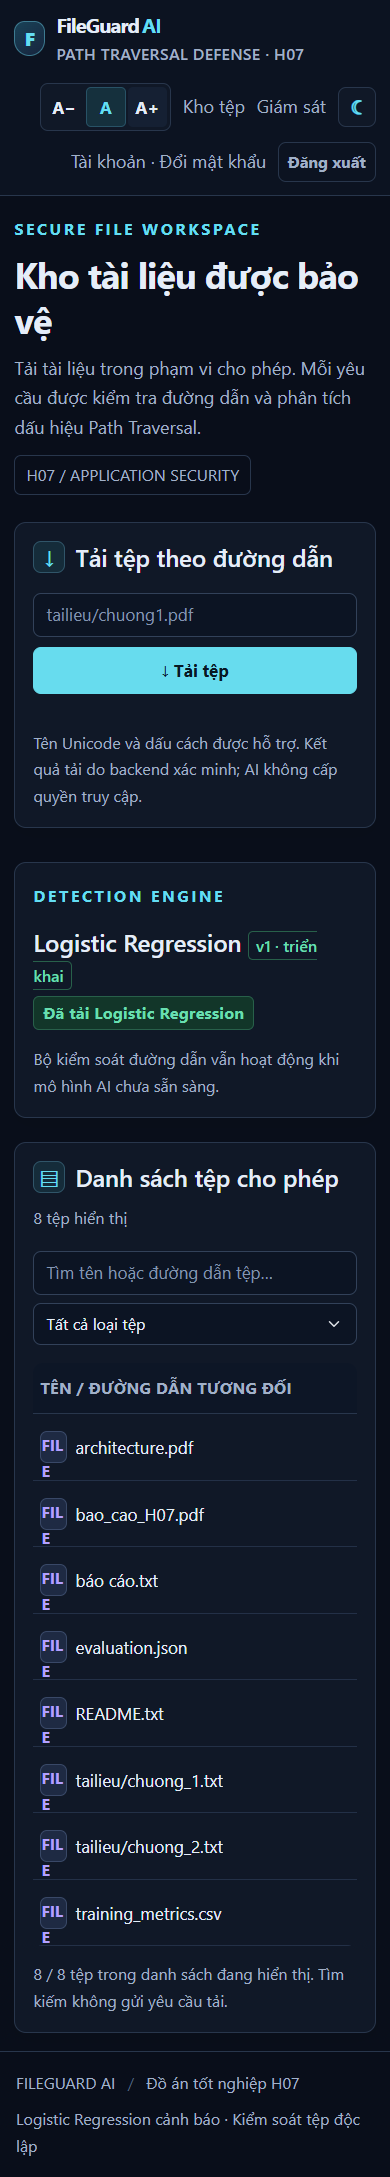 F
FileGuard AI
PATH TRAVERSAL DEFENSE · H07
A− A A+ Kho tệp Giám sát ☾
Tài khoản · Đổi mật khẩu Đăng xuất
SECURE FILE WORKSPACE
Kho tài liệu được bảo
vệ
Tải tài liệu trong phạm vi cho phép. Mỗi yêu
cầu được kiểm tra đường dẫn và phân tích
dấu hiệu Path Traversal.
H07 / APPLICATION SECURITY
↓ Tải tệp theo đường dẫn
tailieu/chuong1.pdf
↓ Tải tệp
Tên Unicode và dấu cách được hỗ trợ. Kết
quả tải do backend xác minh; AI không cấp
quyền truy cập.
DETECTION ENGINE
Logistic Regression v1 · triển
khai
Đã tải Logistic Regression
Bộ kiểm soát đường dẫn vẫn hoạt động khi
mô hình AI chưa sẵn sàng.
▤ Danh sách tệp cho phép
8 tệp hiển thị
Tìm tên hoặc đường dẫn tệp...
Tất cả loại tệp
TÊN / ĐƯỜNG DẪN TƯƠNG ĐỐI
FIL architecture.pdf
E
FIL bao_cao_H07.pdf
E
FIL báo cáo.txt
E
FIL evaluation.json
E
FIL README.txt
E
FIL tailieu/chuong_1.txt
E
FIL tailieu/chuong_2.txt
E
FIL training_metrics.csv
E
8 / 8 tệp trong danh sách đang hiển thị. Tìm
kiếm không gửi yêu cầu tải.
FILEGUARD AI / Đồ án tốt nghiệp H07
Logistic Regression cảnh báo · Kiểm soát tệp độc
lập